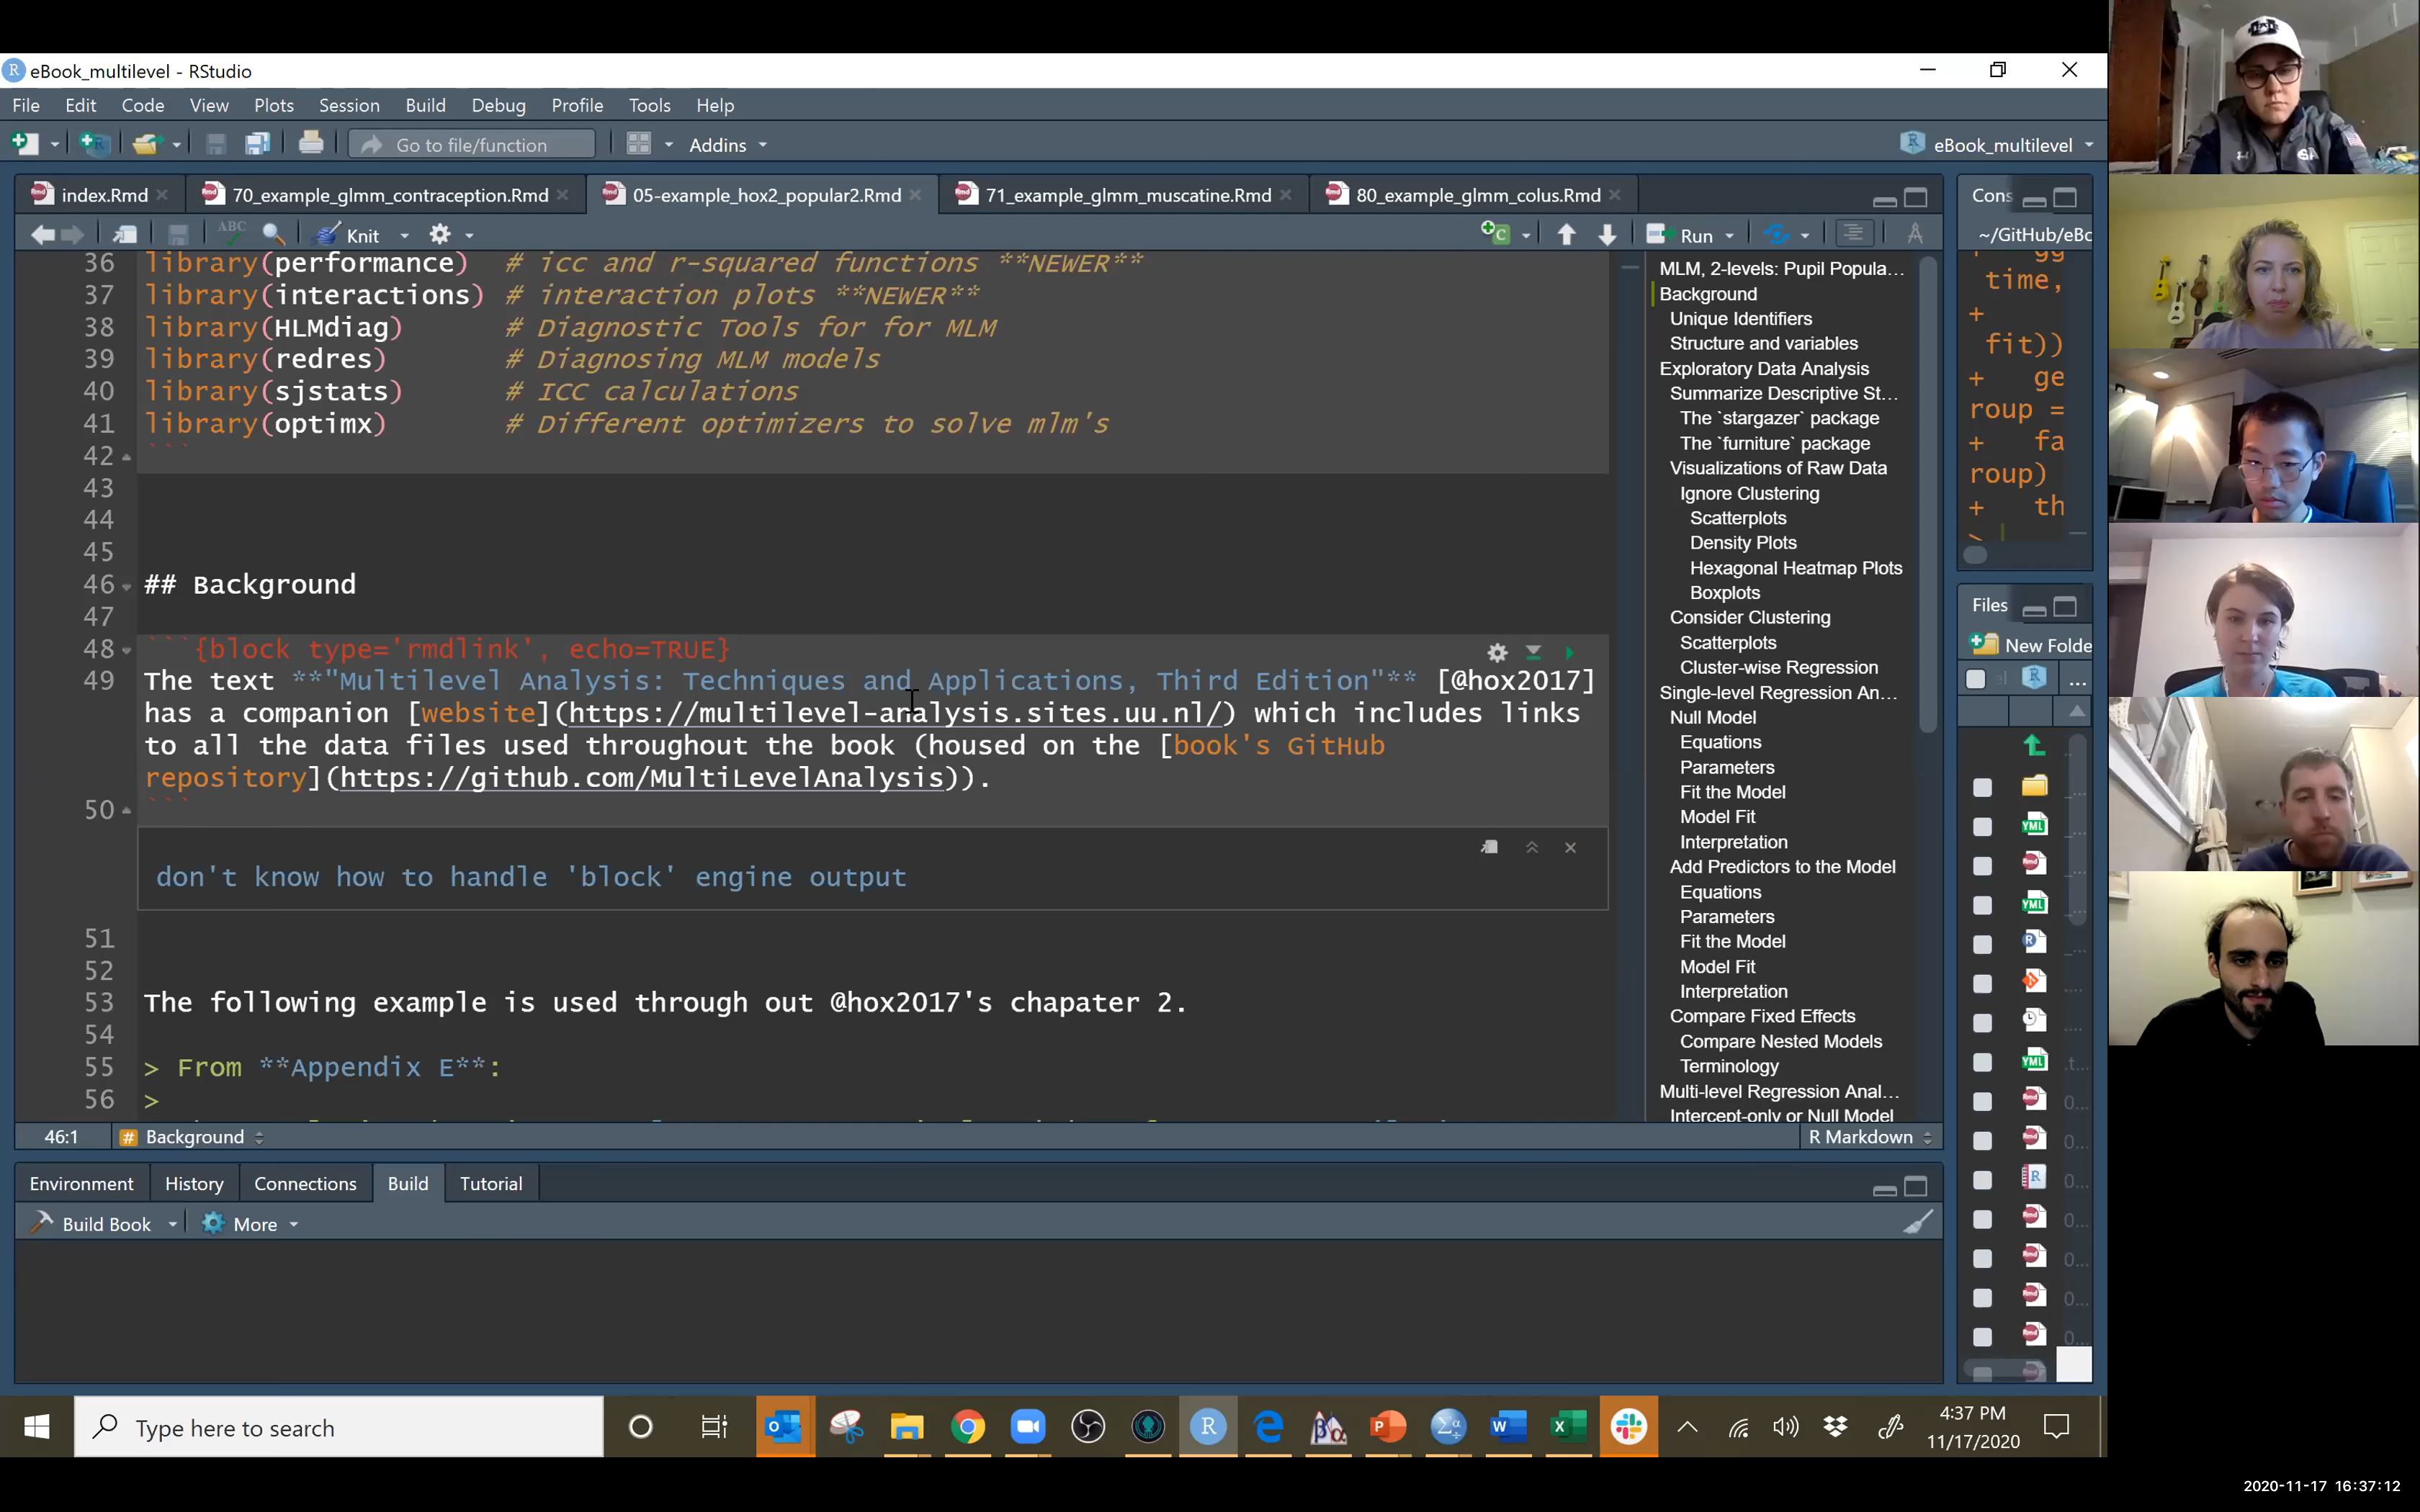 eBook_multilevel - RStudio
File Edit Code View Plots Session Build Debug Profile Tools Help
Go to file/function Addins eBook_multilevel
index.Rmd 70_example_glmm_contraception.Rmd 05-example_hox2_popular2.Rmd 71_example_glmm_muscatine.Rmd 80_example_glmm_colus.Rmd
ABC Knit Run
36 library(performance) # icc and r-squared functions **NEWER**
37 library(interactions) # interaction plots **NEWER**
38 library(HLMdiag) # Diagnostic Tools for for MLM
39 library(redres) # Diagnosing MLM models
40 library(sjstats) # ICC calculations
41 library(optimx) # Different optimizers to solve mlm's
42 ```
43
44
45
46 ## Background
47
48 ```{block type='rmdlink', echo=TRUE}
49 The text **"Multilevel Analysis: Techniques and Applications, Third Edition"** [@hox2017]
has a companion [website](https://multilevel-analysis.sites.uu.nl/) which includes links
to all the data files used throughout the book (housed on the [book's GitHub
repository](https://github.com/MultiLevelAnalysis)).
50 ```
don't know how to handle 'block' engine output
51
52
53 The following example is used through out @hox2017's chapater 2.
54
55 > From **Appendix E**:
56 >
46:1 # Background R Markdown
MLM, 2-levels: Pupil Popula...
Background
Unique Identifiers
Structure and variables
Exploratory Data Analysis
Summarize Descriptive St...
The `stargazer` package
The `furniture` package
Visualizations of Raw Data
Ignore Clustering
Scatterplots
Density Plots
Hexagonal Heatmap Plots
Boxplots
Consider Clustering
Scatterplots
Cluster-wise Regression
Single-level Regression An...
Null Model
Equations
Parameters
Fit the Model
Model Fit
Interpretation
Add Predictors to the Model
Equations
Parameters
Fit the Model
Model Fit
Interpretation
Compare Fixed Effects
Compare Nested Models
Terminology
Multi-level Regression Anal...
Intercept-only or Null Model
Cons
~/GitHub/eBc
time,
+
fit))
+ ge
roup =
+ fa
roup)
+ th
>
Files
New Folde
...
YML
YML
YML
Environment History Connections Build Tutorial
Build Book More
Type here to search
4:37 PM
11/17/2020
2020-11-17 16:37:12